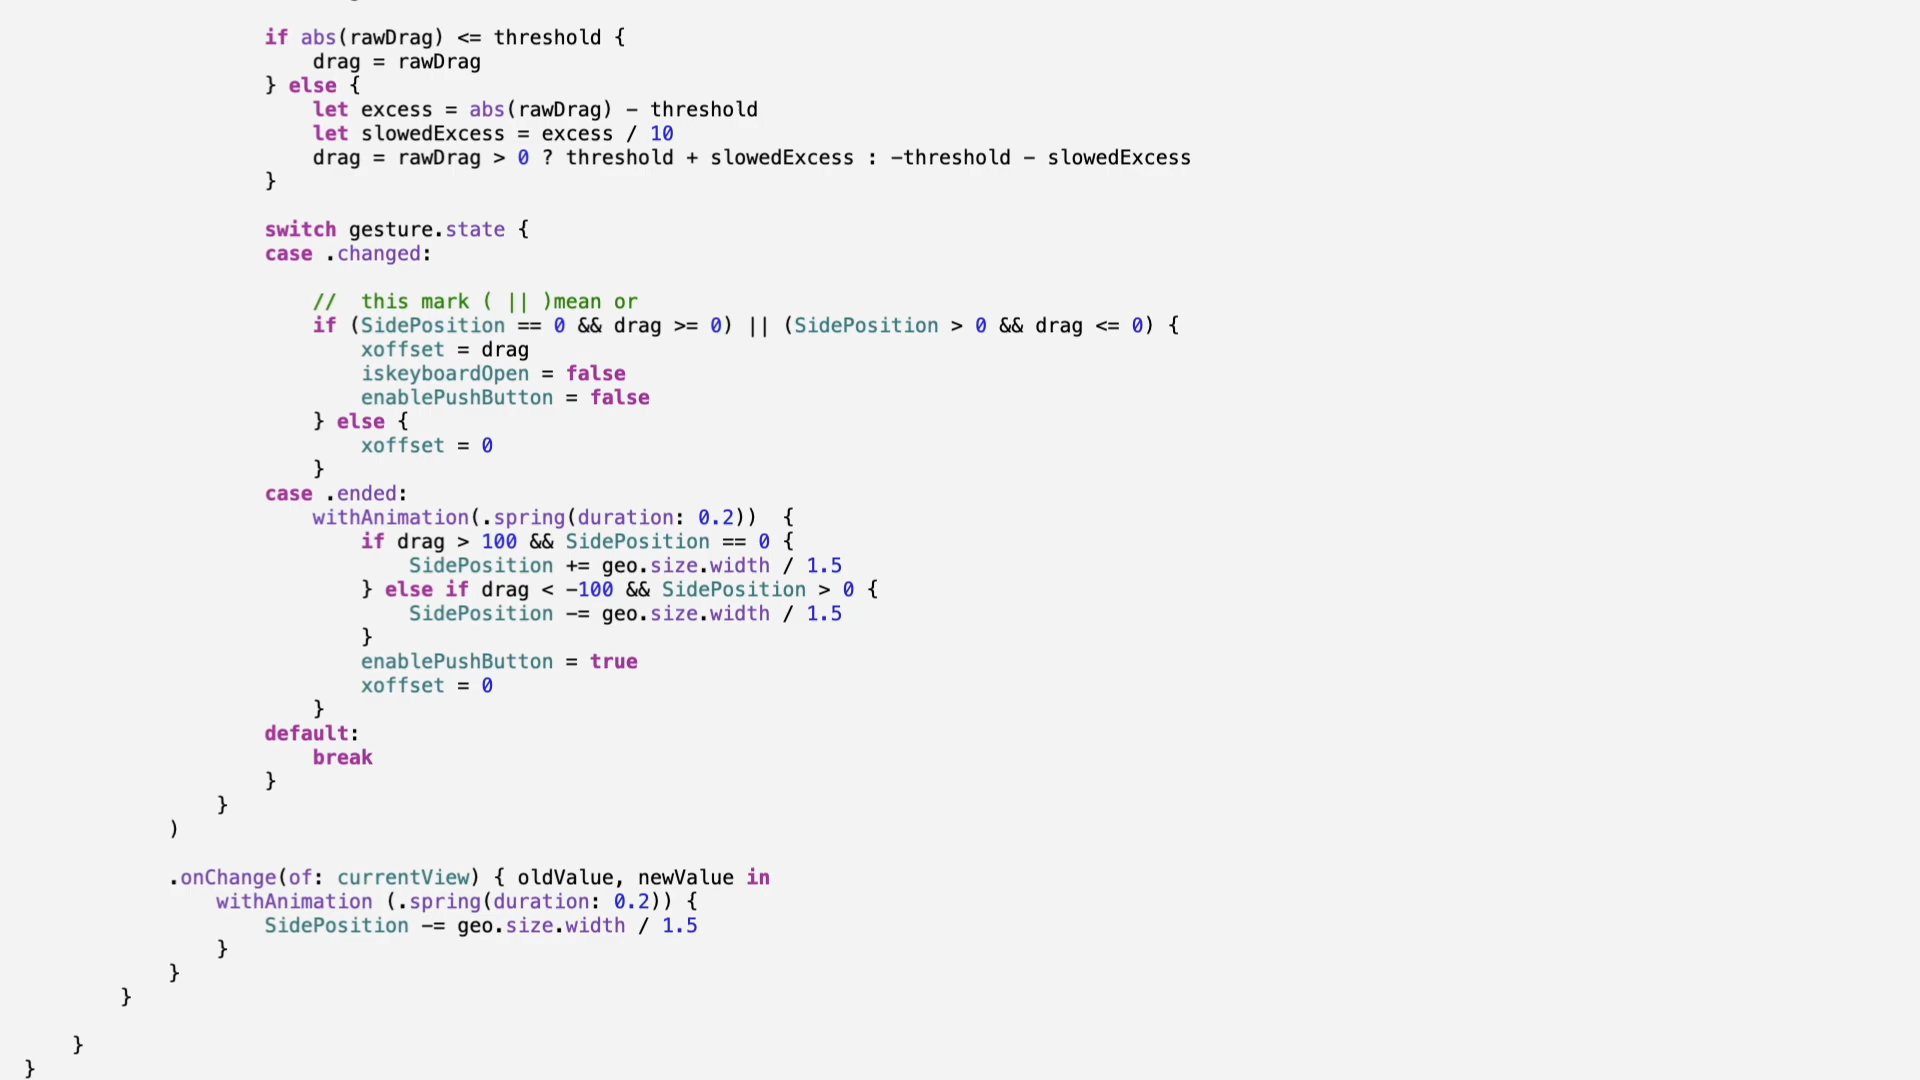 if abs(rawDrag) <= threshold {
drag = rawDrag
} else {
let excess = abs(rawDrag) - threshold
let slowedExcess = excess / 10
drag = rawDrag > 0 ? threshold + slowedExcess : -threshold - slowedExcess
}
switch gesture.state {
case .changed:
//  this mark ( || )mean or
if (SidePosition == 0 && drag >= 0) || (SidePosition > 0 && drag <= 0) {
xoffset = drag
iskeyboardOpen = false
enablePushButton = false
} else {
xoffset = 0
}
case .ended:
withAnimation(.spring(duration: 0.2))  {
if drag > 100 && SidePosition == 0 {
SidePosition += geo.size.width / 1.5
} else if drag < -100 && SidePosition > 0 {
SidePosition -= geo.size.width / 1.5
}
enablePushButton = true
xoffset = 0
}
default:
break
}
}
)
.onChange(of: currentView) { oldValue, newValue in
withAnimation (.spring(duration: 0.2)) {
SidePosition -= geo.size.width / 1.5
}
}
}
}
}